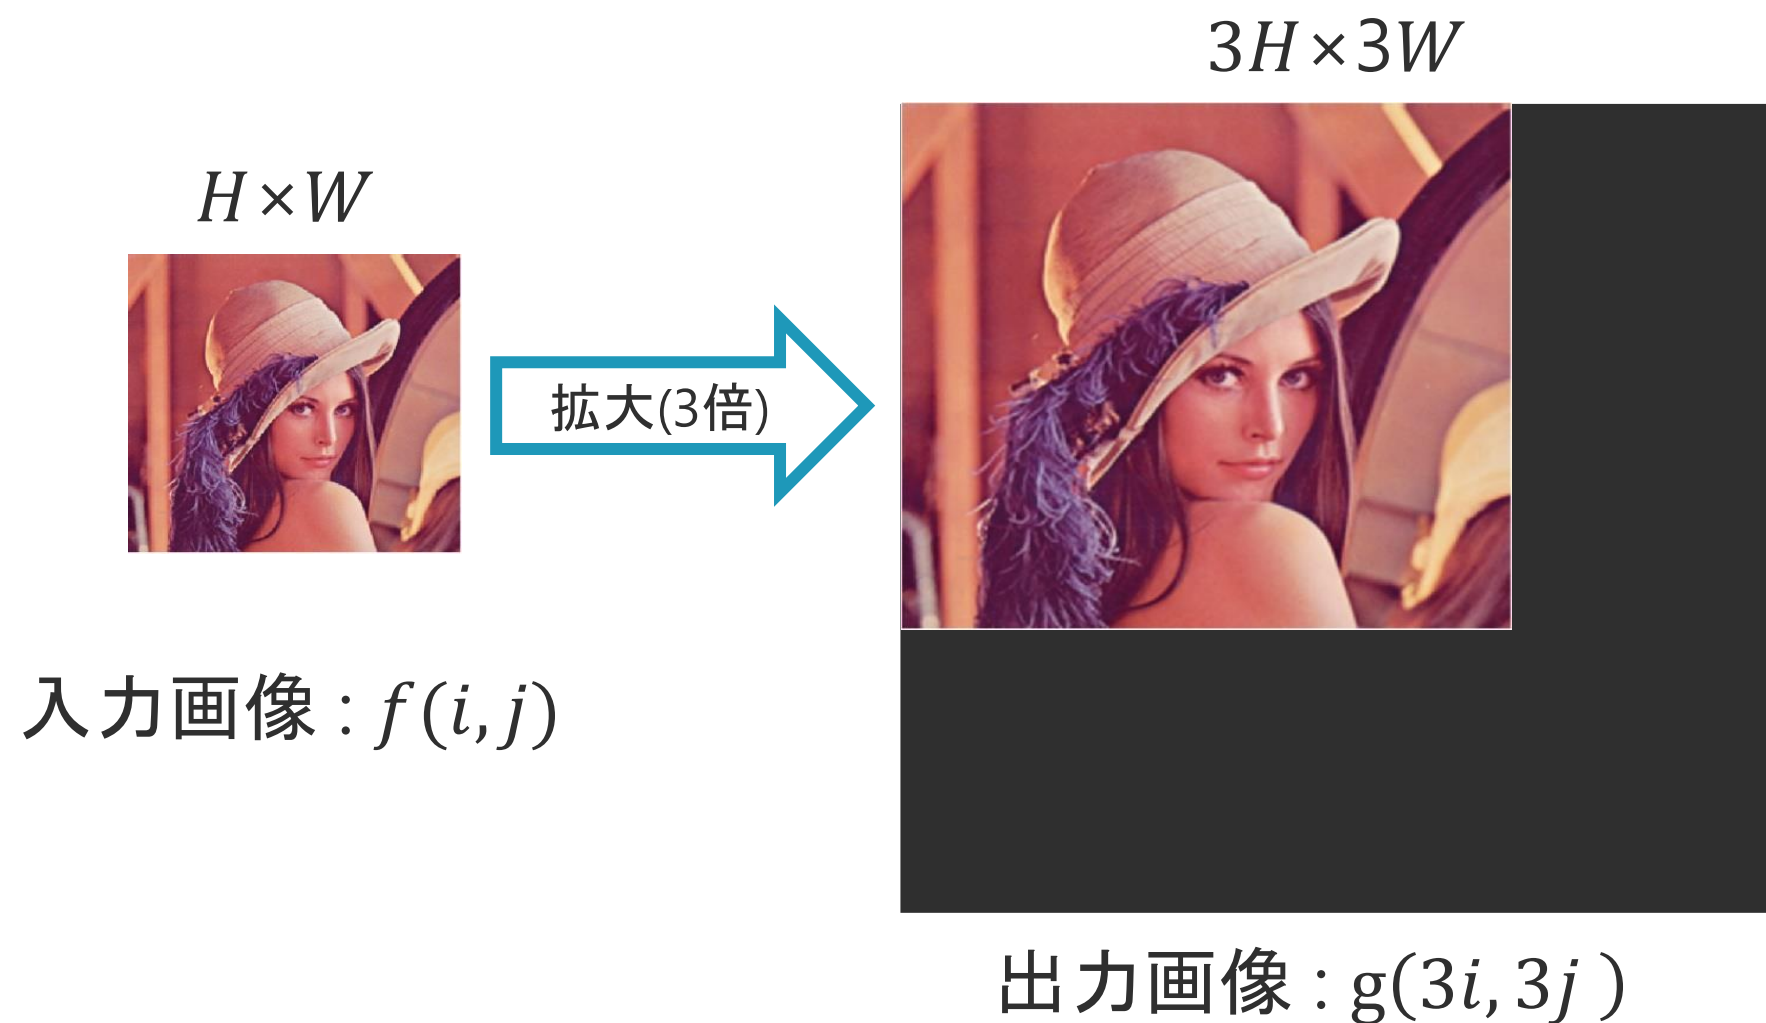 3H×3W
H×W
拡大(3倍)
入力画像 : f(i,j)
出力画像 : g(3i,3j )